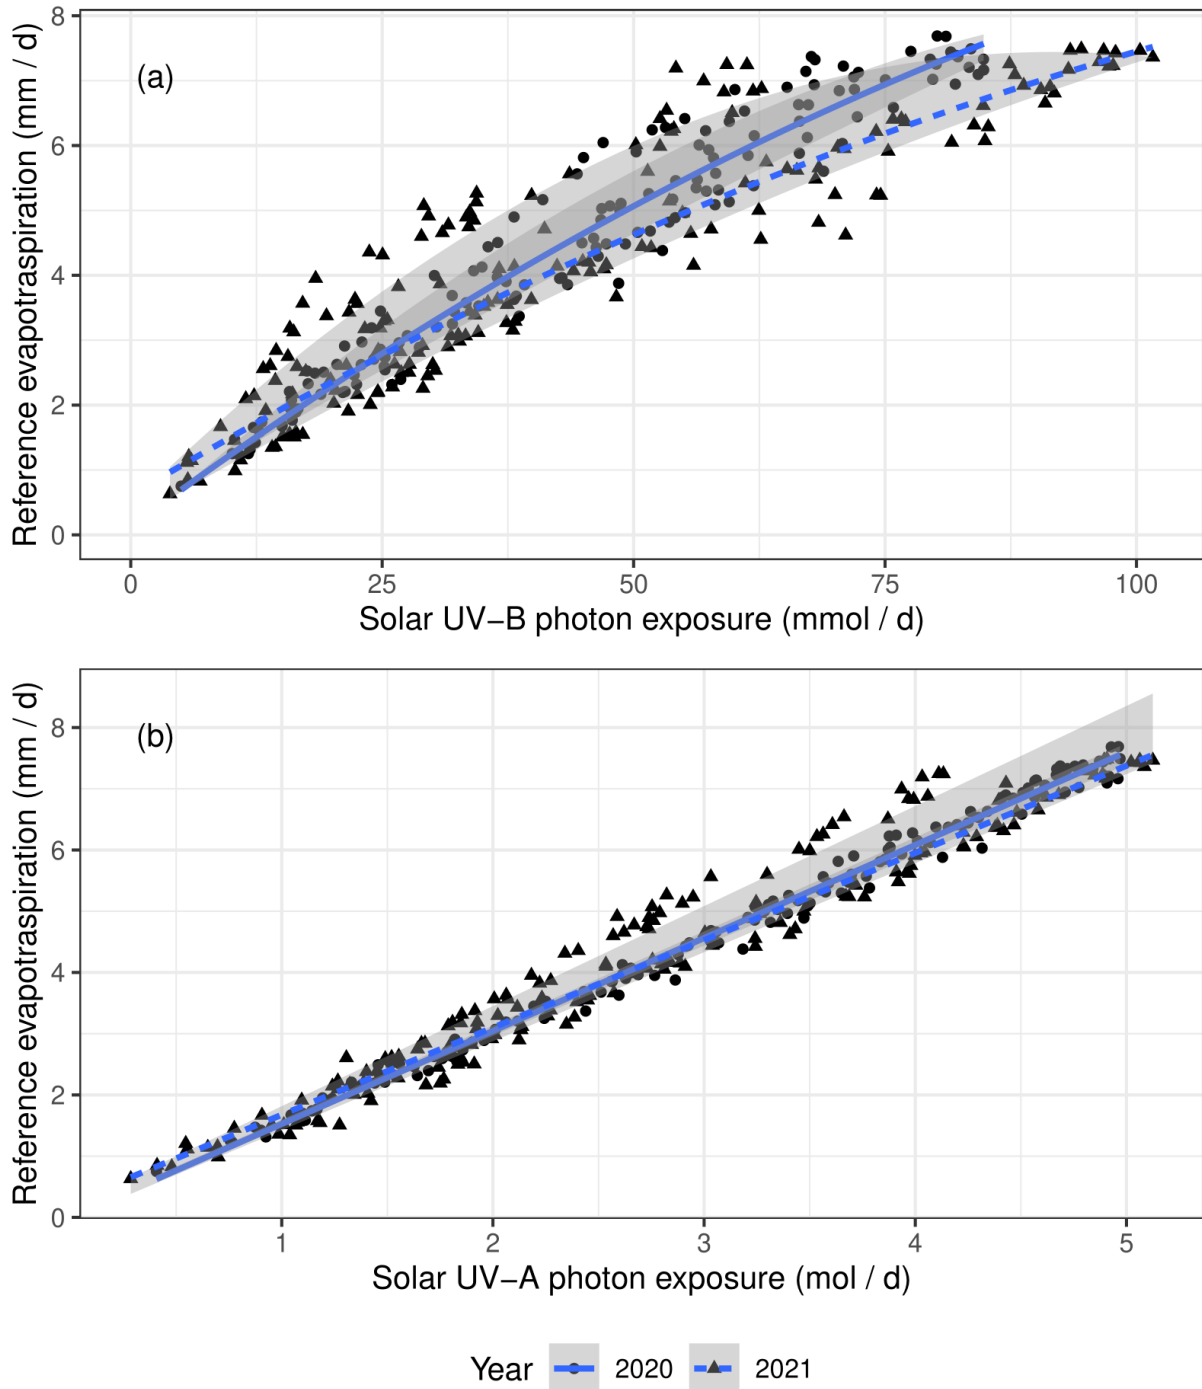 (a)
Reference evapotraspiration (mm / d)
8
6
4
2
0
0 25 50 75 100
Solar UV−B photon exposure (mmol / d)
(b)
Reference evapotraspiration (mm / d)
8
6
4
2
0
1 2 3 4 5
Solar UV−A photon exposure (mol / d)
Year 2020 2021